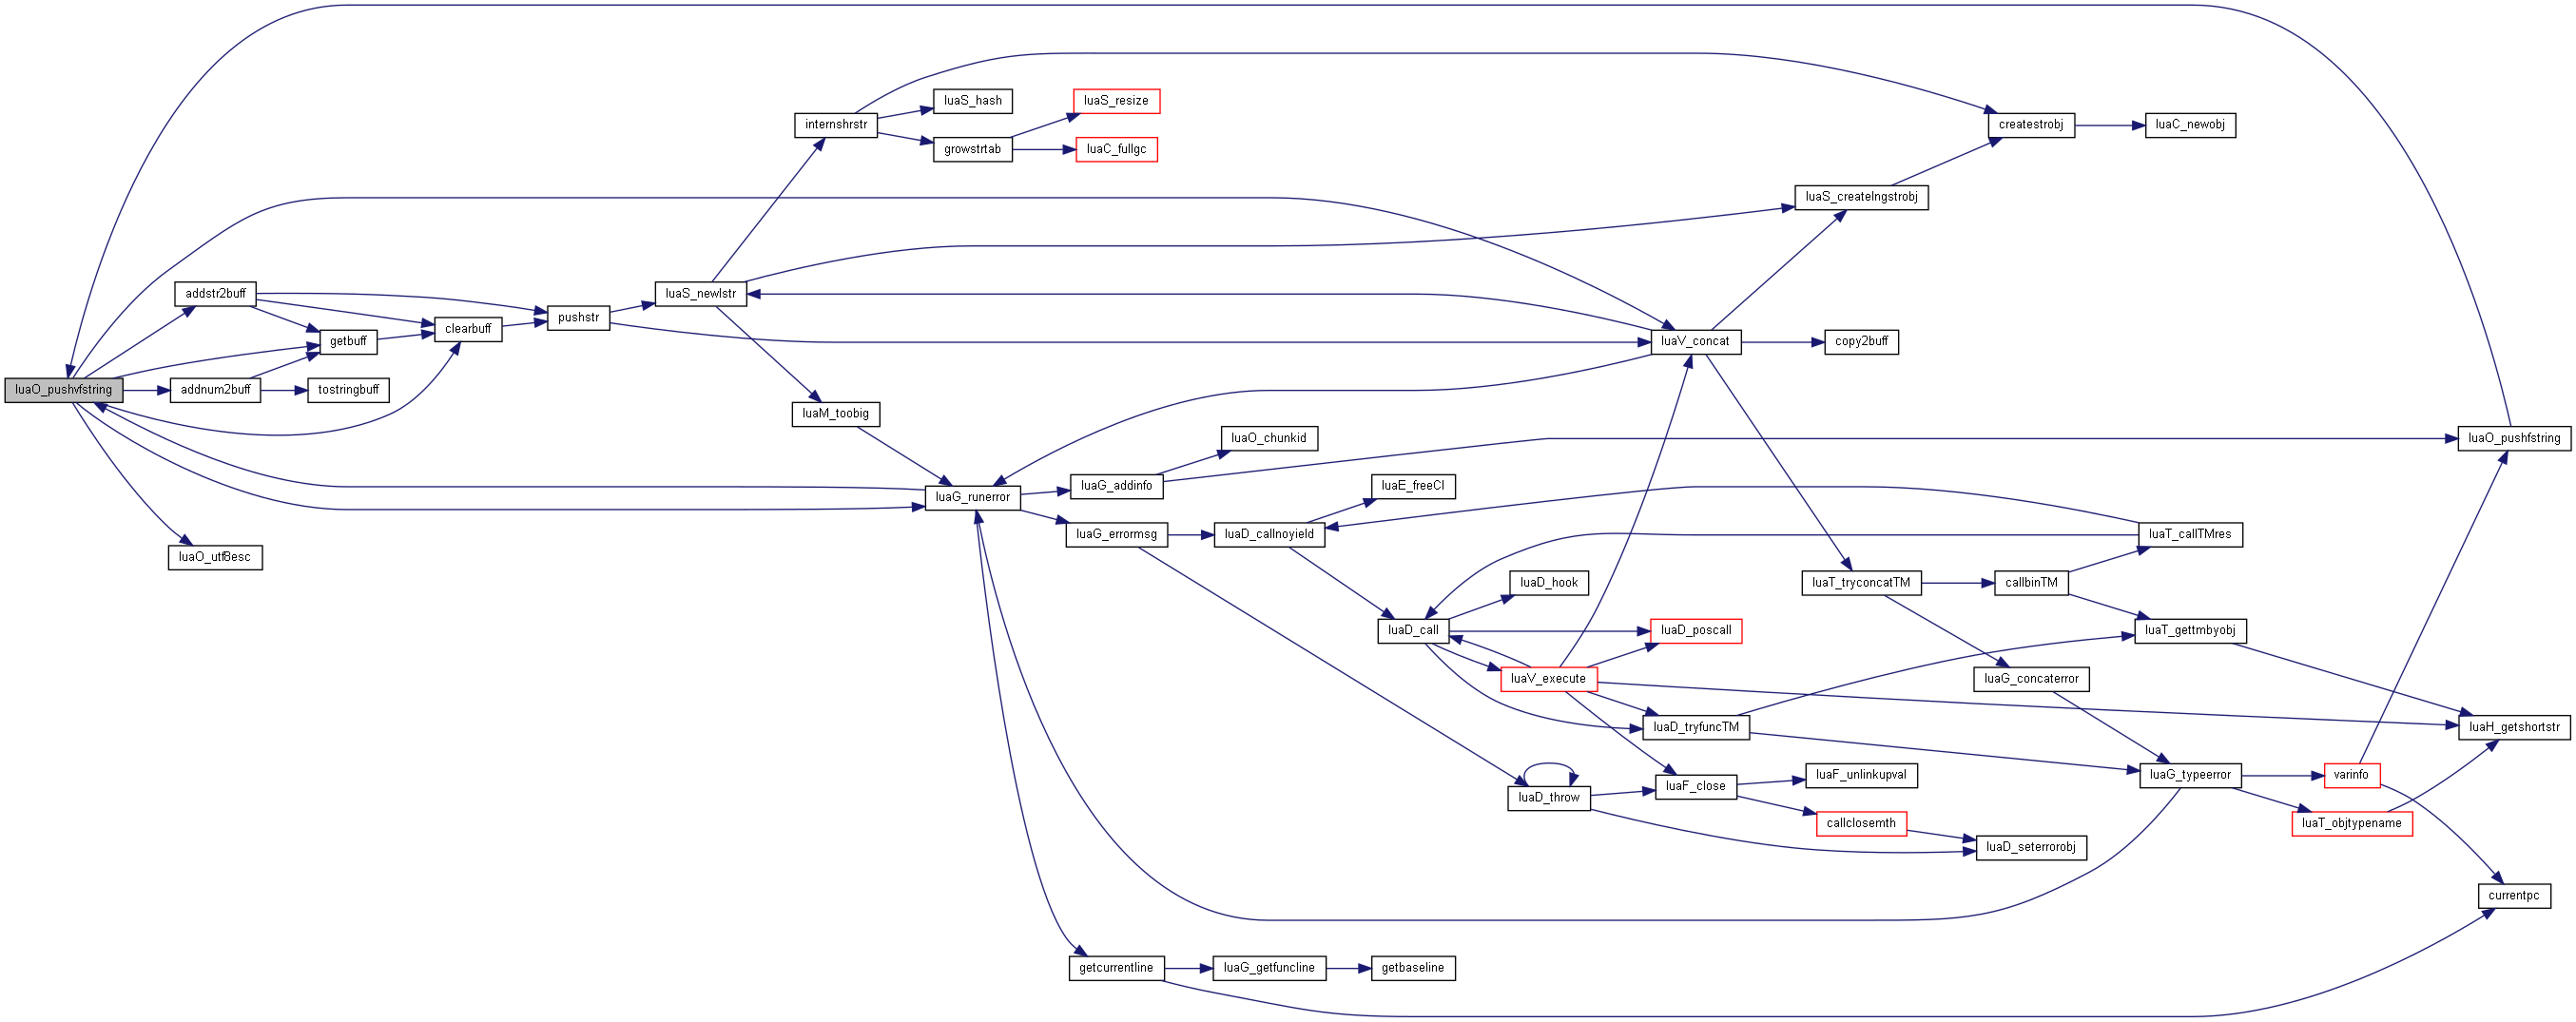 luaO_pushvfstring
addstr2buff
getbuff
addnum2buff
tostringbuff
luaO_utf8esc
clearbuff
pushstr
luaS_newlstr
internshrstr
luaS_hash
growstrtab
luaS_resize
luaC_fullgc
luaM_toobig
luaG_runerror
luaG_addinfo
luaO_chunkid
luaG_errormsg
luaD_callnoyield
luaE_freeCI
luaD_call
luaD_hook
luaD_poscall
luaV_execute
luaD_tryfuncTM
luaD_throw
luaF_close
luaF_unlinkupval
callclosemth
luaD_seterrorobj
getcurrentline
luaG_getfuncline
getbaseline
luaV_concat
copy2buff
luaS_createlngstrobj
createstrobj
luaC_newobj
luaT_tryconcatTM
callbinTM
luaT_callTMres
luaT_gettmbyobj
luaG_concaterror
luaG_typeerror
varinfo
luaT_objtypename
luaO_pushfstring
luaH_getshortstr
currentpc